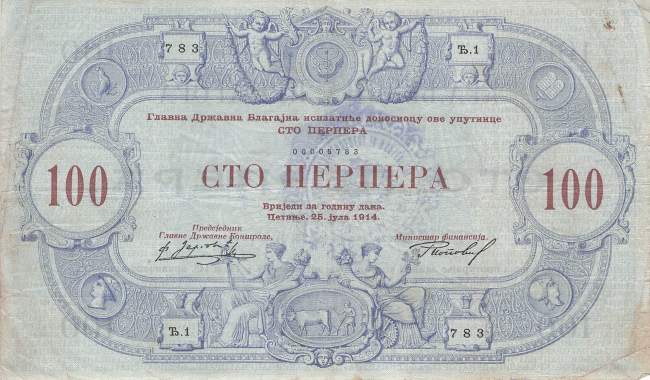 783
Ђ.1
Главна Државна Благајна исплатиће доносиоцу ове упутнице
СТО ПЕРПЕРА
00005783
100
СТО ПЕРПЕРА
100
Вриједи за годину дана.
Цетиње, 25. јула 1914.
Предсједник
Главне Државне Контроле,
Министар финансија,
Ђ.1
783